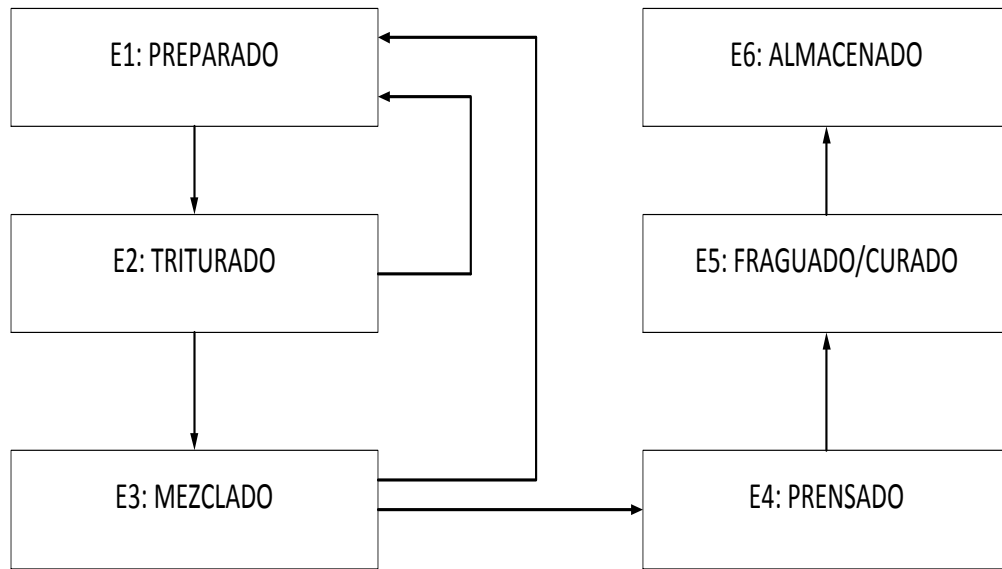 E1: PREPARADO
E6: ALMACENADO
E2: TRITURADO
E5: FRAGUADO/CURADO
E3: MEZCLADO
E4: PRENSADO